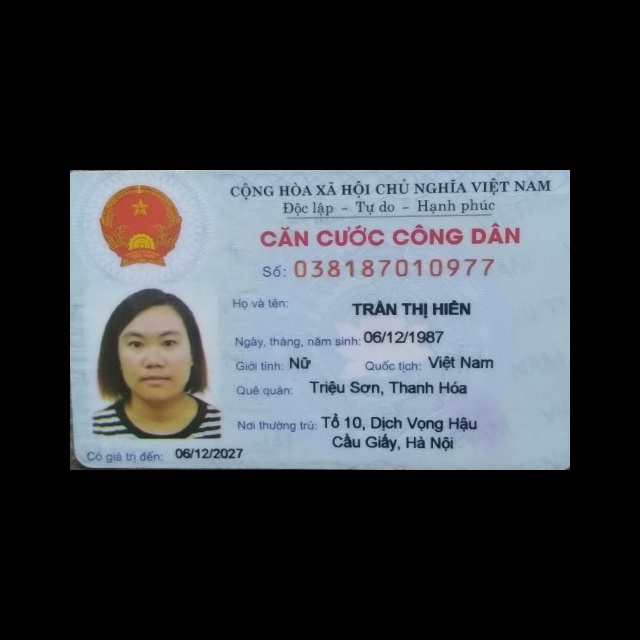 CỘNG HÒA XÃ HỘI CHỦ NGHĨA VIỆT NAM
Độc lập - Tự do - Hạnh phúc
CĂN CƯỚC CÔNG DÂN
Số: 038187010977
Họ và tên: TRẦN THỊ HIỀN
Ngày, tháng, năm sinh: 06/12/1987
Giới tính: Nữ Quốc tịch: Việt Nam
Quê quán: Triệu Sơn, Thanh Hóa
Nơi thường trú: Tổ 10, Dịch Vọng Hậu
Cầu Giấy, Hà Nội
Có giá trị đến: 06/12/2027